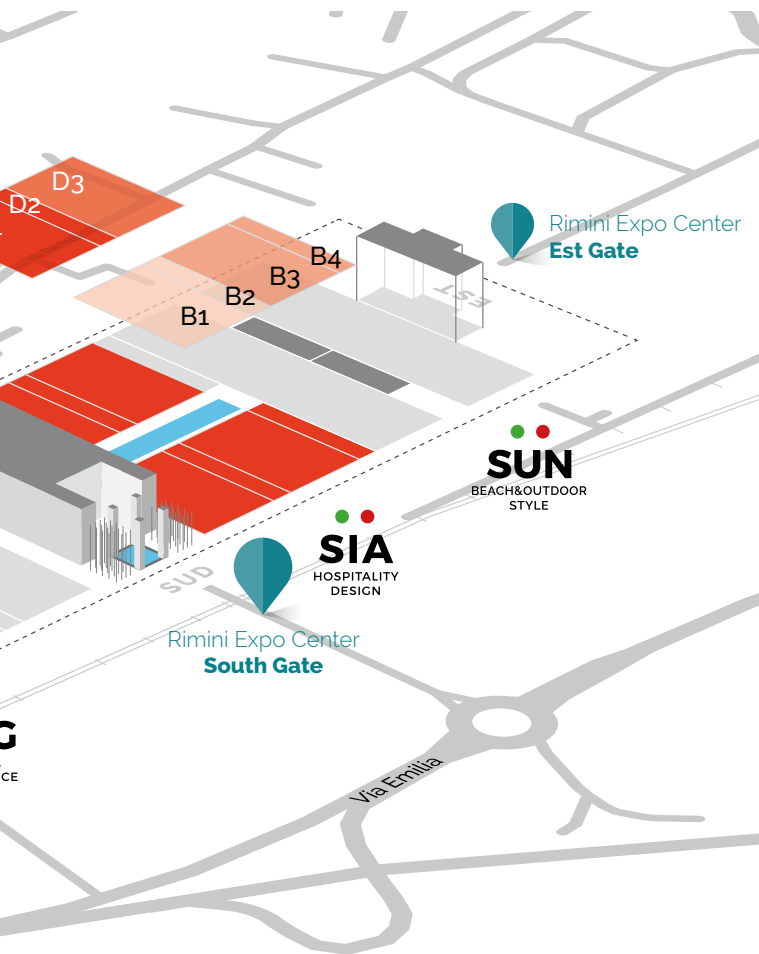 D3
D2
Rimini Expo Center
Est Gate
B4
B3
B2
B1
EST
SUN
BEACH&OUTDOOR
STYLE
SIA
HOSPITALITY
DESIGN
SUD
Rimini Expo Center
South Gate
G
CE
Via Emilia